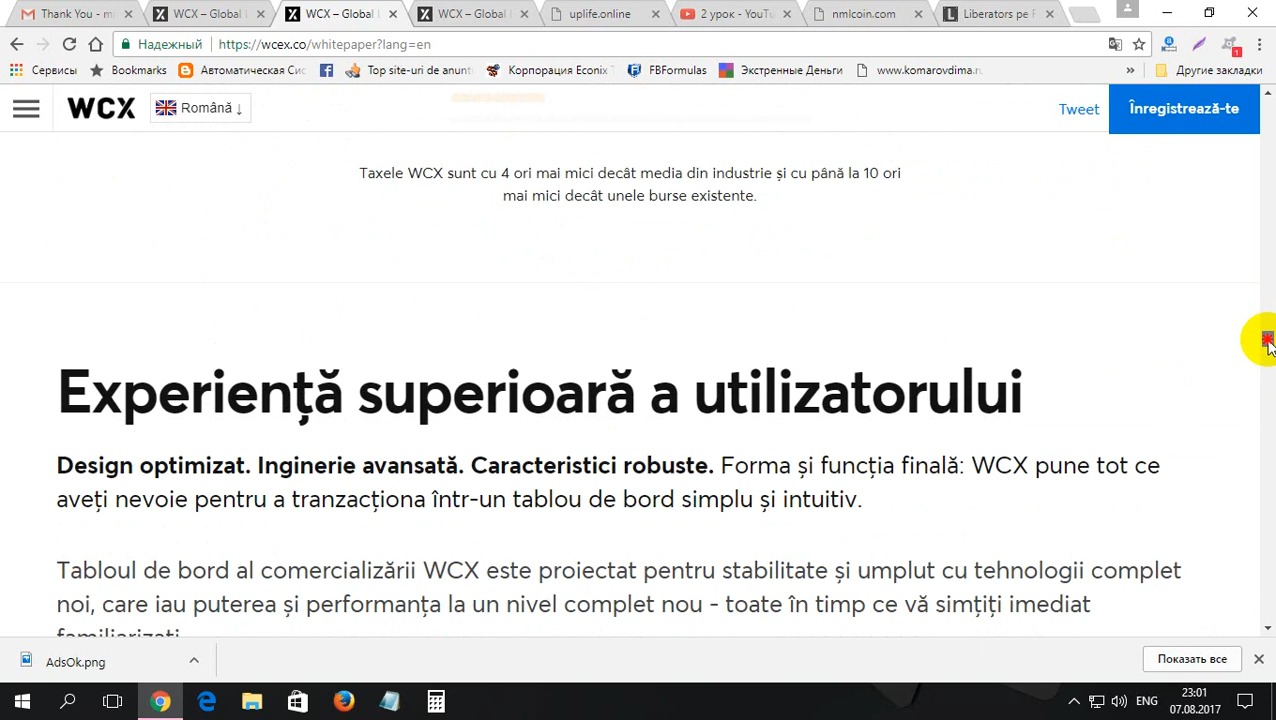 Thank You - m
WCX – Global
WCX – Global
WCX— Global
uplife.online
2 урок - YouTu
nmlcoin.com
Liberators pe F
Надежный
https://wcex.co/whitepaper?lang=en
1
Сервисы
Bookmarks
Автоматическая Сис
Top site-uri de anunt
Корпорация Econix
FBFormulas
Экстренные Деньги
www.komarovdima.ru
»
Другие закладки
WCX
Română ↓
Tweet
Înregistrează-te
Taxele WCX sunt cu 4 ori mai mici decât media din industrie și cu până la 10 ori
mai mici decât unele burse existente.
Experiență superioară a utilizatorului
Design optimizat. Inginerie avansată. Caracteristici robuste. Forma și funcția finală: WCX pune tot ce
aveți nevoie pentru a tranzacționa într-un tablou de bord simplu și intuitiv.
Tabloul de bord al comercializării WCX este proiectat pentru stabilitate și umplut cu tehnologii complet
noi, care iau puterea și performanța la un nivel complet nou - toate în timp ce vă simțiți imediat
familiarizați
AdsOk.png
Показать все
ENG
23:01
07.08.2017